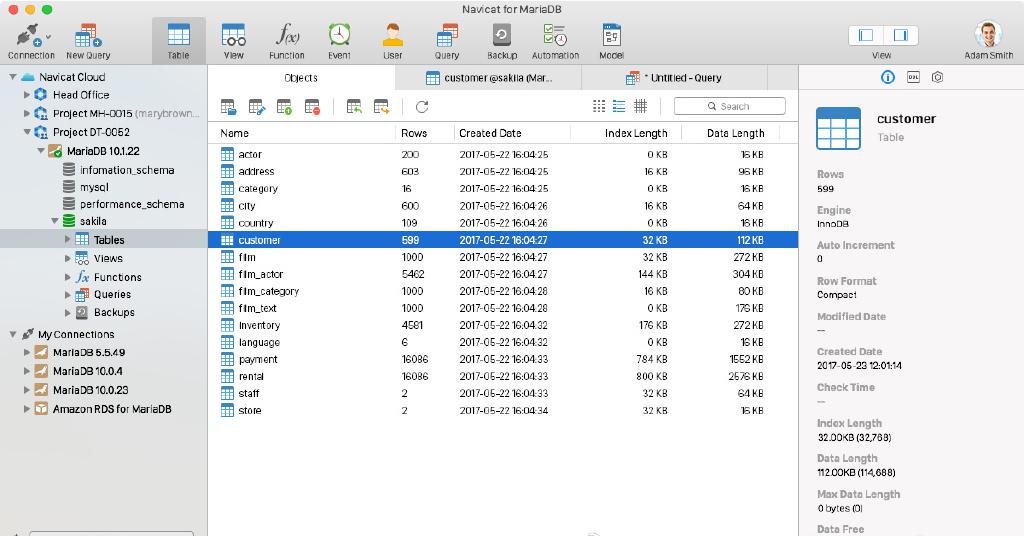 Navicat for MariaDB
Connection New Query Table View Function Event User Query Backup Automation Model View Adam Smith
Objects customer @sakila (Mar... * Untitled - Query
Search
Navicat Cloud
Head Office
Project MH-0015 (marybrown...
Project DT-0052
MariaDB 10.1.22
infomation_schema
mysql
performance_schema
sakila
Tables
Views
fx Functions
Queries
Backups
My Connections
MariaDB 5.5.49
MariaDB 10.0.4
MariaDB 10.0.23
Amazon RDS for MariaDB
Name Rows Created Date Index Length Data Length
actor 200 2017-05-22 16:04:25 0 KB 16 KB
address 603 2017-05-22 16:04:25 16 KB 96 KB
category 16 2017-05-22 16:04:25 0 KB 16 KB
city 600 2017-05-22 16:04:26 16 KB 64 KB
country 109 2017-05-22 16:04:26 0 KB 16 KB
customer 599 2017-05-22 16:04:27 32 KB 112 KB
film 1000 2017-05-22 16:04:27 32 KB 272 KB
film_actor 5462 2017-05-22 16:04:27 144 KB 304 KB
film_category 1000 2017-05-22 16:04:28 16 KB 80 KB
film_text 1000 2017-05-22 16:04:28 0 KB 176 KB
inventory 4581 2017-05-22 16:04:32 176 KB 272 KB
language 6 2017-05-22 16:04:32 0 KB 16 KB
payment 16086 2017-05-22 16:04:33 784 KB 1552 KB
rental 16086 2017-05-22 16:04:33 800 KB 2576 KB
staff 2 2017-05-22 16:04:33 32 KB 64 KB
store 2 2017-05-22 16:04:34 32 KB 16 KB
DDL
customer
Table
Rows
599
Engine
InnoDB
Auto Increment
0
Row Format
Compact
Modified Date
--
Created Date
2017-05-23 12:01:14
Check Time
--
Index Length
32.00KB (32,768)
Data Length
112.00KB (114,688)
Max Data Length
0 bytes (0)
Data Free